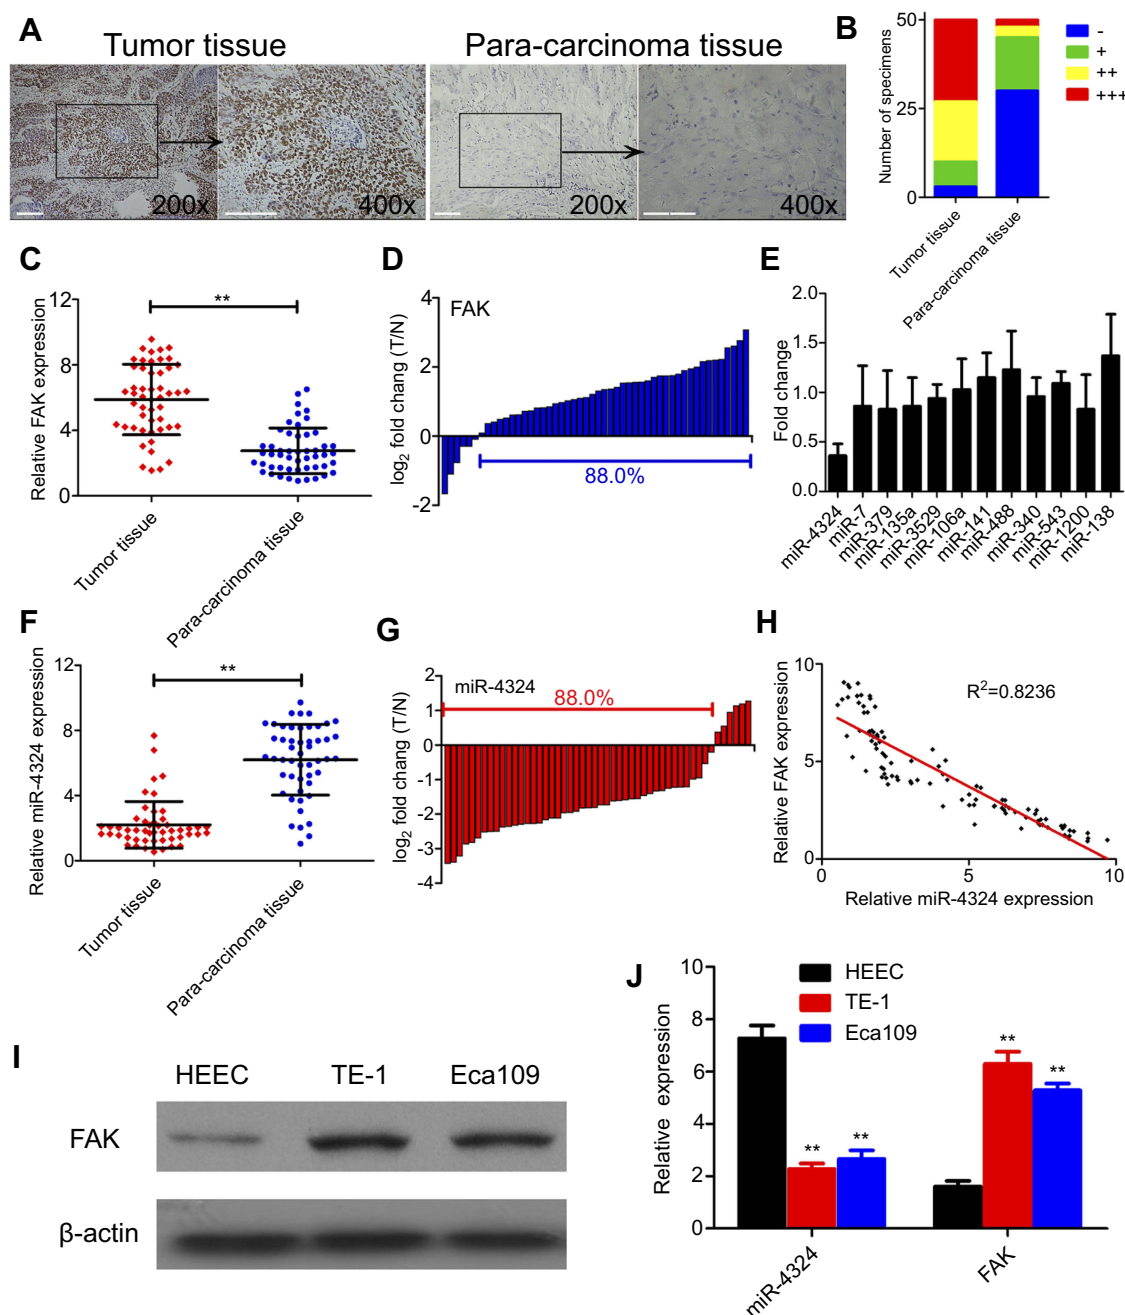 A
Tumor tissue
Para-carcinoma tissue
200x
400x
200x
400x
B
Number of specimens
50
25
0
Tumor tissue
Para-carcinoma tissue
-
+
++
+++
C
Relative FAK expression
12
8
4
0
**
Tumor tissue
Para-carcinoma tissue
D
log2 fold chang (T/N)
4
2
0
-2
FAK
88.0%
E
Fold change
2.0
1.5
1.0
0.5
0.0
miR-4324
miR-7
miR-379
miR-135a
miR-3529
miR-106a
miR-141
miR-488
miR-340
miR-543
miR-1200
miR-138
F
Relative miR-4324 expression
12
8
4
0
**
Tumor tissue
Para-carcinoma tissue
G
log2 fold chang (T/N)
2
1
0
-1
-2
-3
-4
miR-4324
88.0%
H
Relative FAK expression
10
5
0
R2=0.8236
0
5
10
Relative miR-4324 expression
I
HEEC
TE-1
Eca109
FAK
β-actin
J
Relative expression
10
8
6
4
2
0
HEEC
TE-1
Eca109
**
**
**
**
miR-4324
FAK